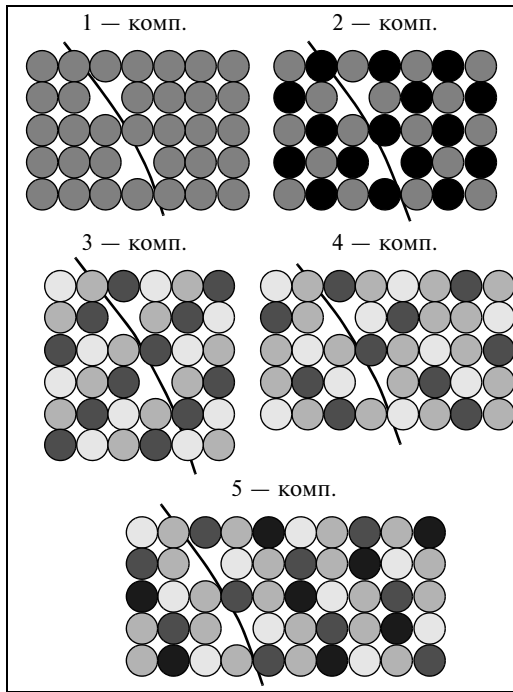 1 — комп.
2 — комп.
3 — комп.
4 — комп.
5 — комп.